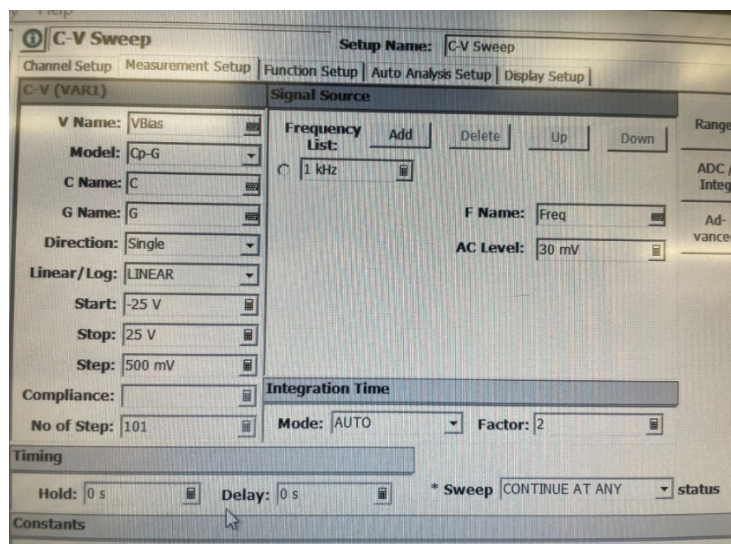 Help
C-V Sweep
Setup Name: C-V Sweep
Channel Setup Measurement Setup Function Setup Auto Analysis Setup Display Setup
C-V (VAR1)
V Name: VBias
Model: Cp-G
C Name: C
G Name: G
Direction: Single
Linear/Log: LINEAR
Start: -25 V
Stop: 25 V
Step: 500 mV
Compliance:
No of Step: 101
Signal Source
Frequency
List:
Add Delete Up Down
1 kHz
F Name: Freq
AC Level: 30 mV
Range
ADC /
Integ
Ad-
vance
Integration Time
Mode: AUTO Factor: 2
Timing
Hold: 0 s Delay: 0 s * Sweep CONTINUE AT ANY status
Constants